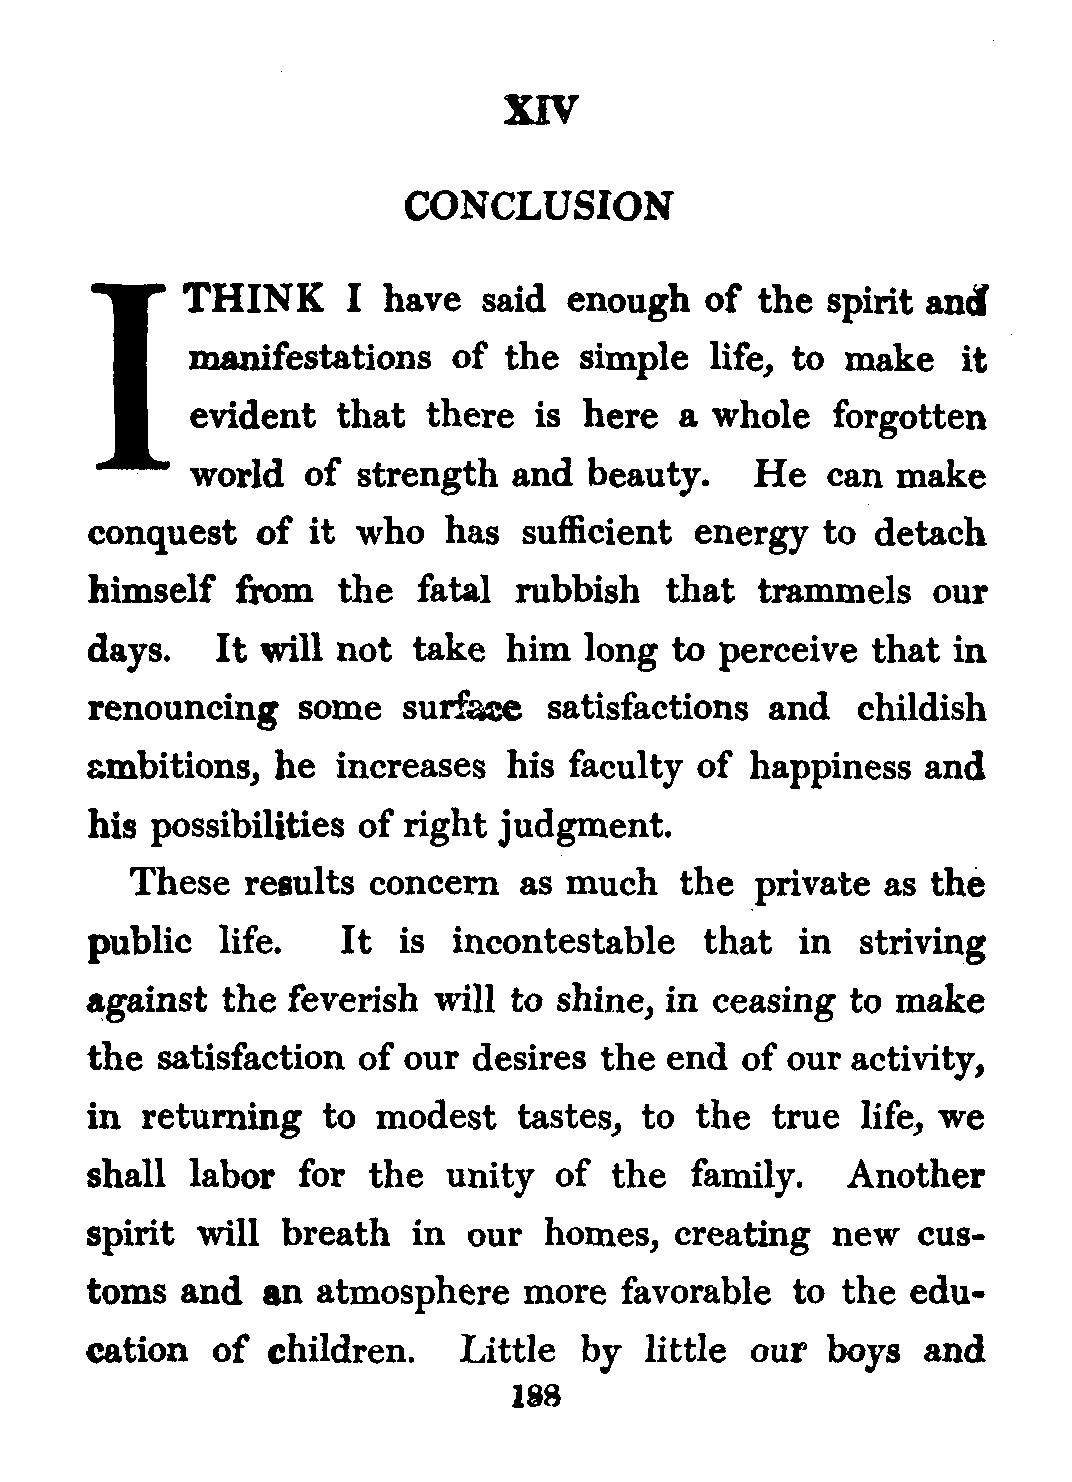 XIV
CONCLUSION
I THINK I have said enough of the spirit and
manifestations of the simple life, to make it
evident that there is here a whole forgotten
world of strength and beauty. He can make
conquest of it who has sufficient energy to detach
himself from the fatal rubbish that trammels our
days. It will not take him long to perceive that in
renouncing some surface satisfactions and childish
ambitions, he increases his faculty of happiness and
his possibilities of right judgment.
These results concern as much the private as the
public life. It is incontestable that in striving
against the feverish will to shine, in ceasing to make
the satisfaction of our desires the end of our activity,
in returning to modest tastes, to the true life, we
shall labor for the unity of the family. Another
spirit will breath in our homes, creating new cus-
toms and an atmosphere more favorable to the edu-
cation of children. Little by little our boys and
188